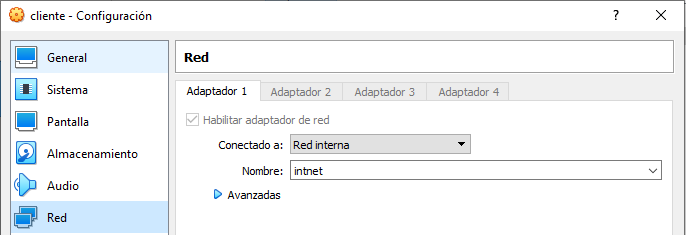 cliente - Configuración
?
General
Sistema
Pantalla
Almacenamiento
Audio
Red
Red
Adaptador 1 Adaptador 2 Adaptador 3 Adaptador 4
Habilitar adaptador de red
Conectado a: Red interna
Nombre: intnet
Avanzadas